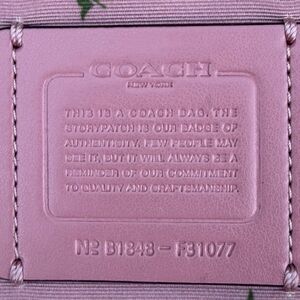 COACH
NEW YORK
THIS IS A COACH BAG. THE
STORYPATCH IS OUR BADGE OF
AUTHENTICITY. FEW PEOPLE MAY
SEE IT, BUT IT WILL ALWAYS BE A
REMINDER OF OUR COMMITMENT
TO QUALITY AND CRAFTSMANSHIP.
Nº B1848-F31077